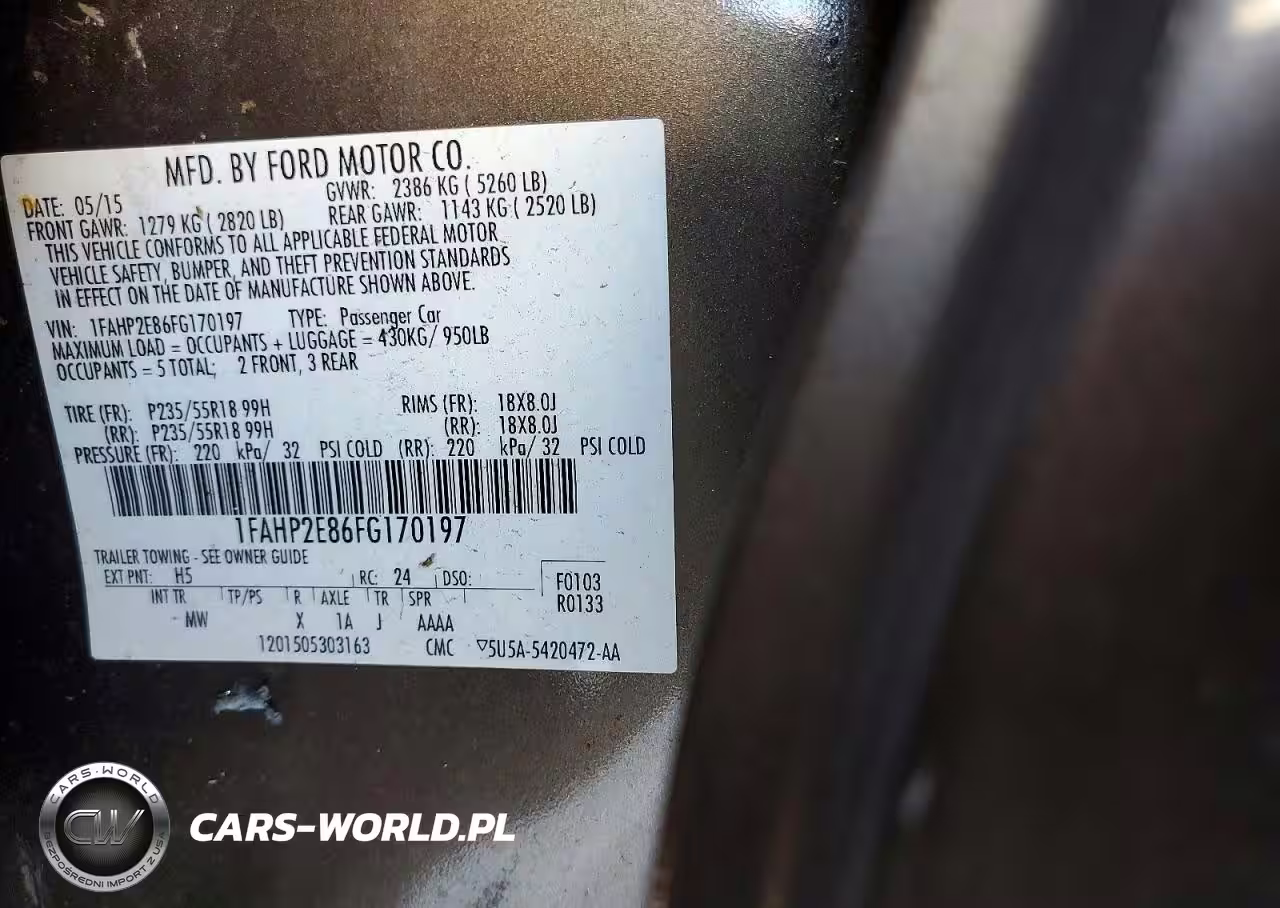 MFD. BY FORD MOTOR CO.
DATE: 05/15 GVWR: 2386 KG ( 5260 LB)
FRONT GAWR: 1279 KG ( 2820 LB) REAR GAWR: 1143 KG ( 2520 LB)
THIS VEHICLE CONFORMS TO ALL APPLICABLE FEDERAL MOTOR
VEHICLE SAFETY, BUMPER, AND THEFT PREVENTION STANDARDS
IN EFFECT ON THE DATE OF MANUFACTURE SHOWN ABOVE.
VIN: 1FAHP2E86FG170197 TYPE: Passenger Car
MAXIMUM LOAD = OCCUPANTS + LUGGAGE = 430KG/ 950LB
OCCUPANTS = 5 TOTAL; 2 FRONT, 3 REAR
TIRE (FR): P235/55R18 99H RIMS (FR): 18X8.0J
(RR): P235/55R18 99H (RR): 18X8.0J
PRESSURE (FR): 220 kPa/ 32 PSI COLD (RR): 220 kPa/ 32 PSI COLD
1FAHP2E86FG170197
TRAILER TOWING - SEE OWNER GUIDE
EXT PNT: H5 RC: 24 DSO: F0103
INT TR TP/PS R AXLE TR SPR R0133
MW X 1A J AAAA
1201505303163 CMC ▽5U5A-5420472-AA
CARS-WORLD
CW
BEZPOŚREDNI IMPORT Z USA
CARS-WORLD.PL